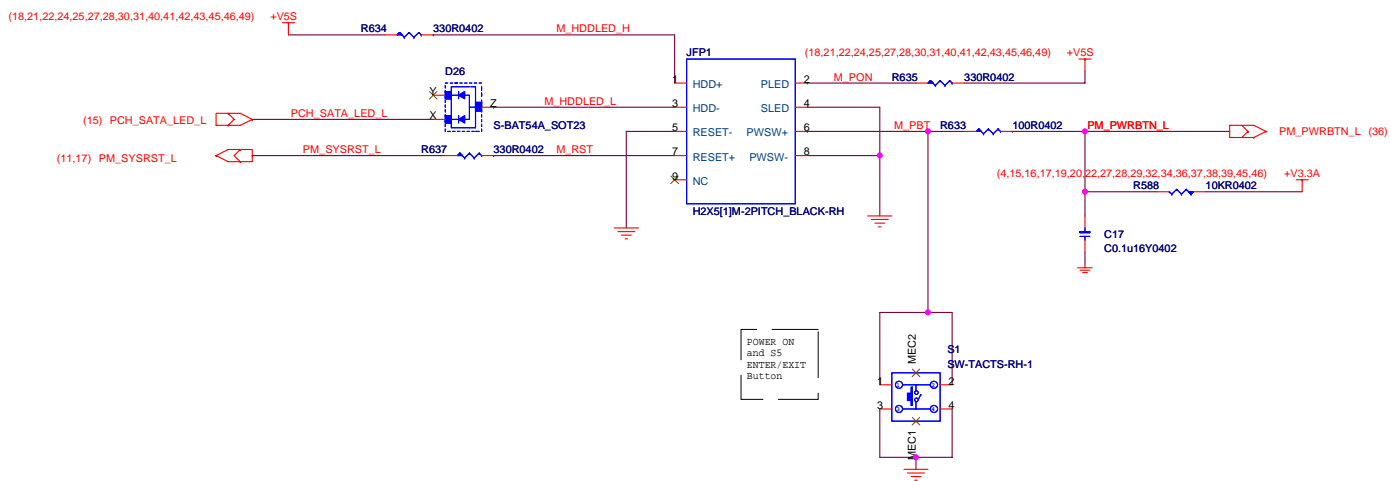 (18,21,22,24,25,27,28,30,31,40,41,42,43,45,46,49) +V5S
R634 330R0402 M_HDDLED_H
JFP1
(18,21,22,24,25,27,28,30,31,40,41,42,43,45,46,49) +V5S
D26
1 HDD+ PLED 2 M_PON R635 330R0402
Y
Z M_HDDLED_L 3 HDD- SLED 4
X
(15) PCH_SATA_LED_L PCH_SATA_LED_L
S-BAT54A_SOT23
5 RESET- PWSW+ 6 M_PBT R633 100R0402 PM_PWRBTN_L PM_PWRBTN_L (36)
(11,17) PM_SYSRST_L PM_SYSRST_L R637 330R0402 M_RST 7 RESET+ PWSW- 8
9 NC
(4,15,16,17,19,20,22,27,28,29,32,34,36,37,38,39,45,46) +V3.3A
R588 10KR0402
H2X5[1]M-2PITCH_BLACK-RH
C17
C0.1u16Y0402
POWER ON
and S5
ENTER/EXIT
Button
MEC2
S1
SW-TACTS-RH-1
1 2
3 4
MEC1